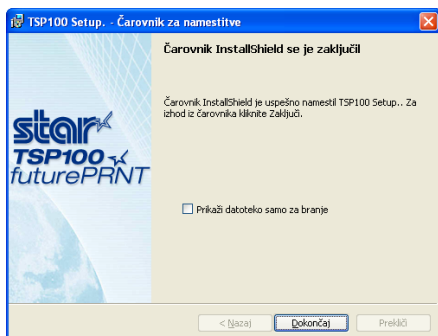 TSP100 Setup. - Čarovnik za namestitve
Čarovnik InstallShield se je zaključil
Čarovnik InstallShield je uspešno namestil TSP100 Setup.. Za
izhod iz čarovnika kliknite Zaključi.
star
TSP100
futurePRNT
Prikaži datoteko samo za branje
< Nazaj
Dokončaj
Prekliči